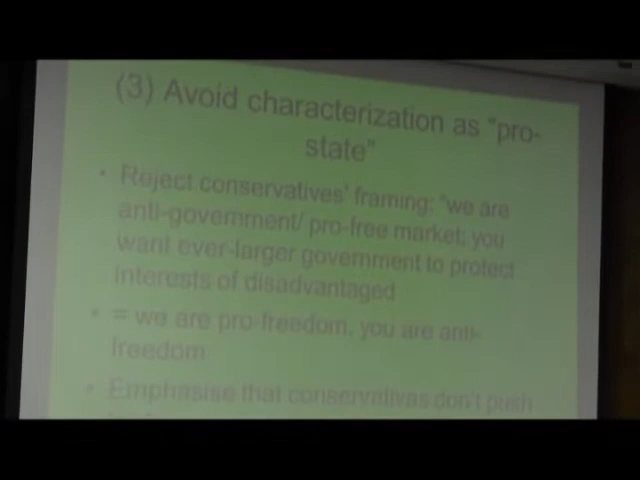 (3) Avoid characterization as "pro-
state"
• Reject conservatives' framing: "we are
anti-government/ pro-free market; you
want ever-larger government to protect
interests of disadvantaged
• = we are pro-freedom, you are anti-
freedom
• Emphasise that conservatives don't push